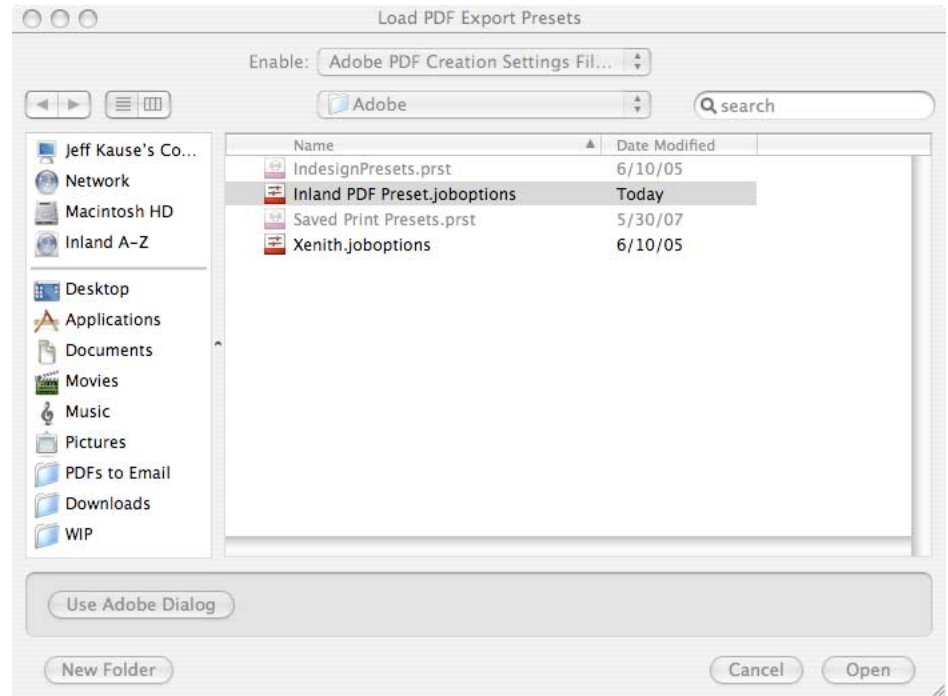 Load PDF Export Presets
Enable: Adobe PDF Creation Settings Fil...
Adobe
search
Jeff Kause's Co...
Network
Macintosh HD
Inland A-Z
Desktop
Applications
Documents
Movies
Music
Pictures
PDFs to Email
Downloads
WIP
Name Date Modified
IndesignPresets.prst 6/10/05
Inland PDF Preset.joboptions Today
Saved Print Presets.prst 5/30/07
Xenith.joboptions 6/10/05
Use Adobe Dialog
New Folder Cancel Open